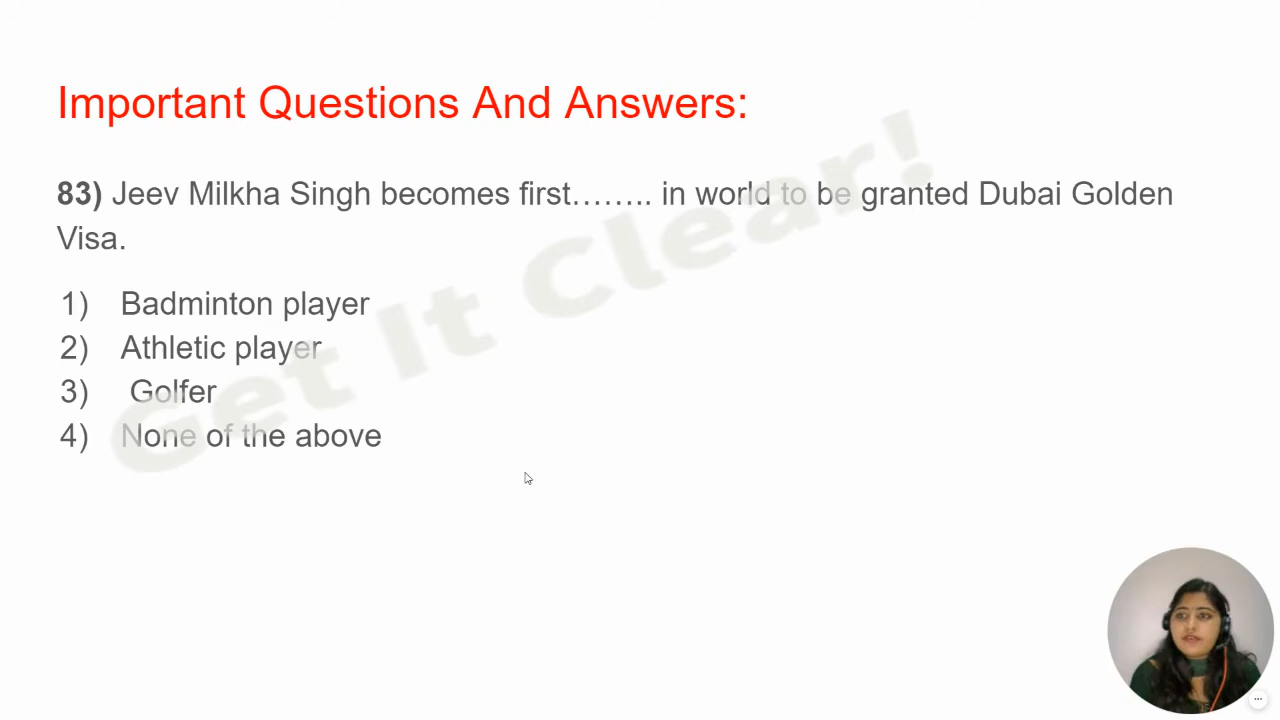 Important Questions And Answers:
83) Jeev Milkha Singh becomes first…….. in world to be granted Dubai Golden
Visa.
1) Badminton player
2) Athletic player
3) Golfer
4) None of the above
Get It Clear!